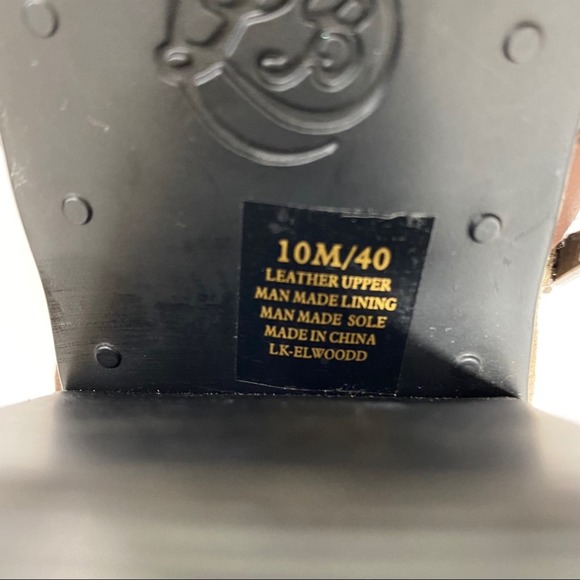 10M/40
LEATHER UPPER
MAN MADE LINING
MAN MADE SOLE
MADE IN CHINA
LK-ELWOODD